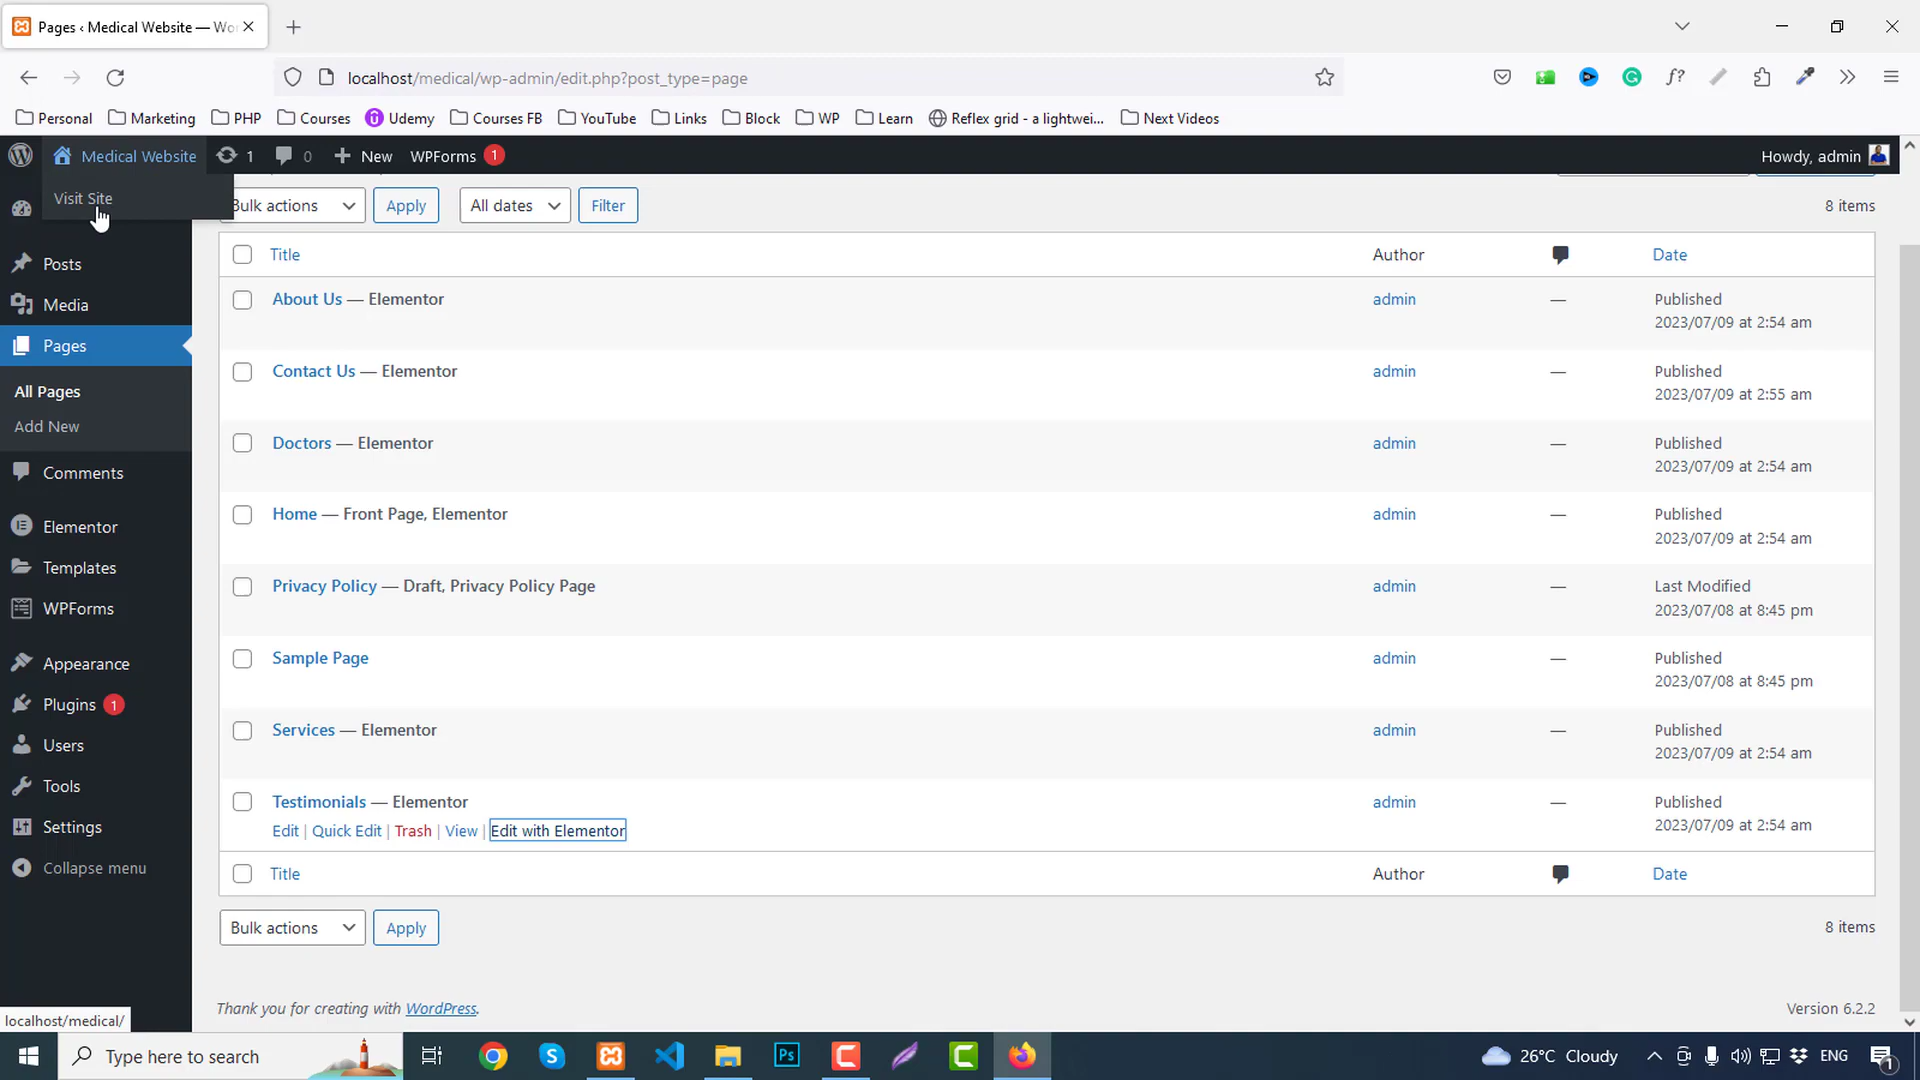 Pages ‹ Medical Website — Wo
localhost/medical/wp-admin/edit.php?post_type=page
Personal Marketing PHP Courses Udemy Courses FB YouTube Links Block WP Learn Reflex grid - a lightwei... Next Videos
Medical Website 1 0 New WPForms 1 Howdy, admin
Visit Site
Bulk actions Apply All dates Filter 8 items
Title Author Date
About Us — Elementor admin — Published
2023/07/09 at 2:54 am
Contact Us — Elementor admin — Published
2023/07/09 at 2:55 am
Doctors — Elementor admin — Published
2023/07/09 at 2:54 am
Home — Front Page, Elementor admin — Published
2023/07/09 at 2:54 am
Privacy Policy — Draft, Privacy Policy Page admin — Last Modified
2023/07/08 at 8:45 pm
Sample Page admin — Published
2023/07/08 at 8:45 pm
Services — Elementor admin — Published
2023/07/09 at 2:54 am
Testimonials — Elementor admin — Published
Edit | Quick Edit | Trash | View | Edit with Elementor 2023/07/09 at 2:54 am
Title Author Date
Bulk actions Apply 8 items
Thank you for creating with WordPress. Version 6.2.2
Posts
Media
Pages
All Pages
Add New
Comments
Elementor
Templates
WPForms
Appearance
Plugins 1
Users
Tools
Settings
Collapse menu
localhost/medical/
Type here to search 26°C Cloudy ENG 1